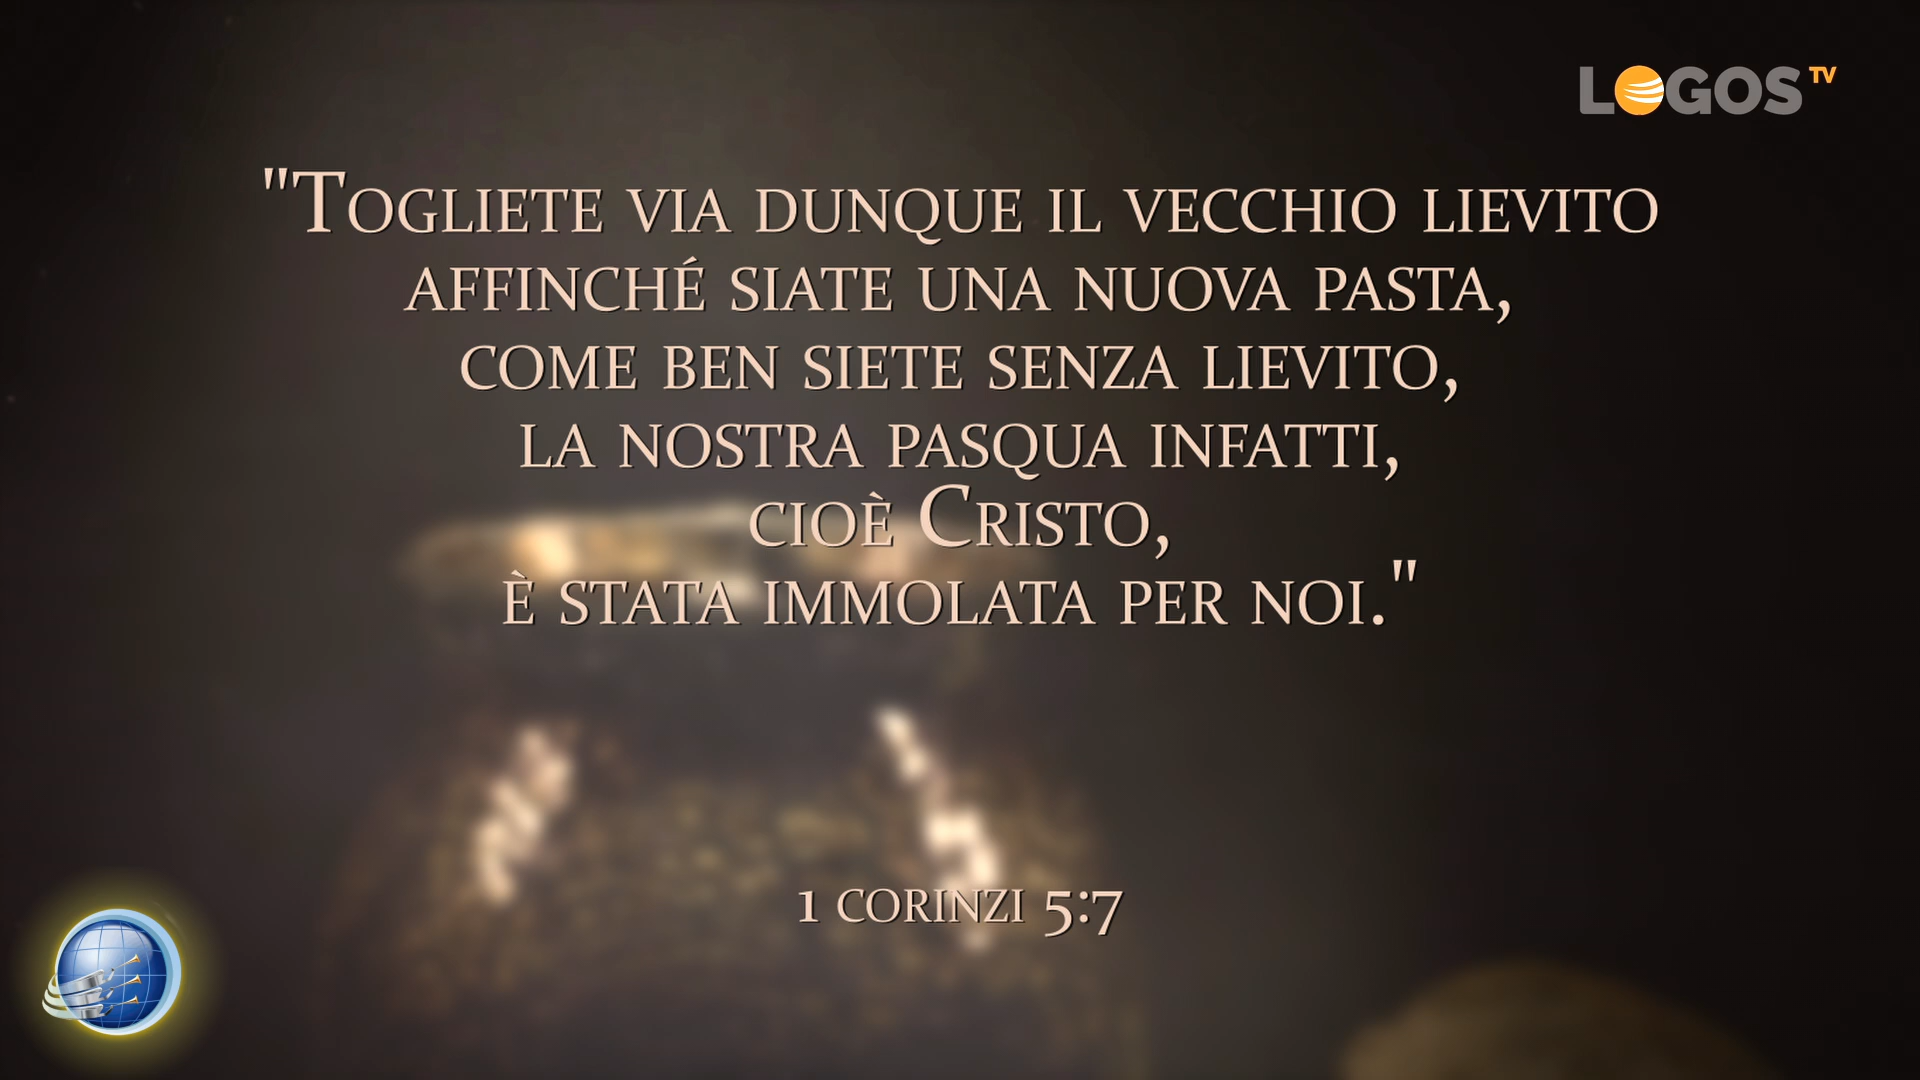 LOGOS TV
"Togliete via dunque il vecchio lievito
affinché siate una nuova pasta,
come ben siete senza lievito,
la nostra pasqua infatti,
cioè Cristo,
è stata immolata per noi."
1 corinzi 5:7